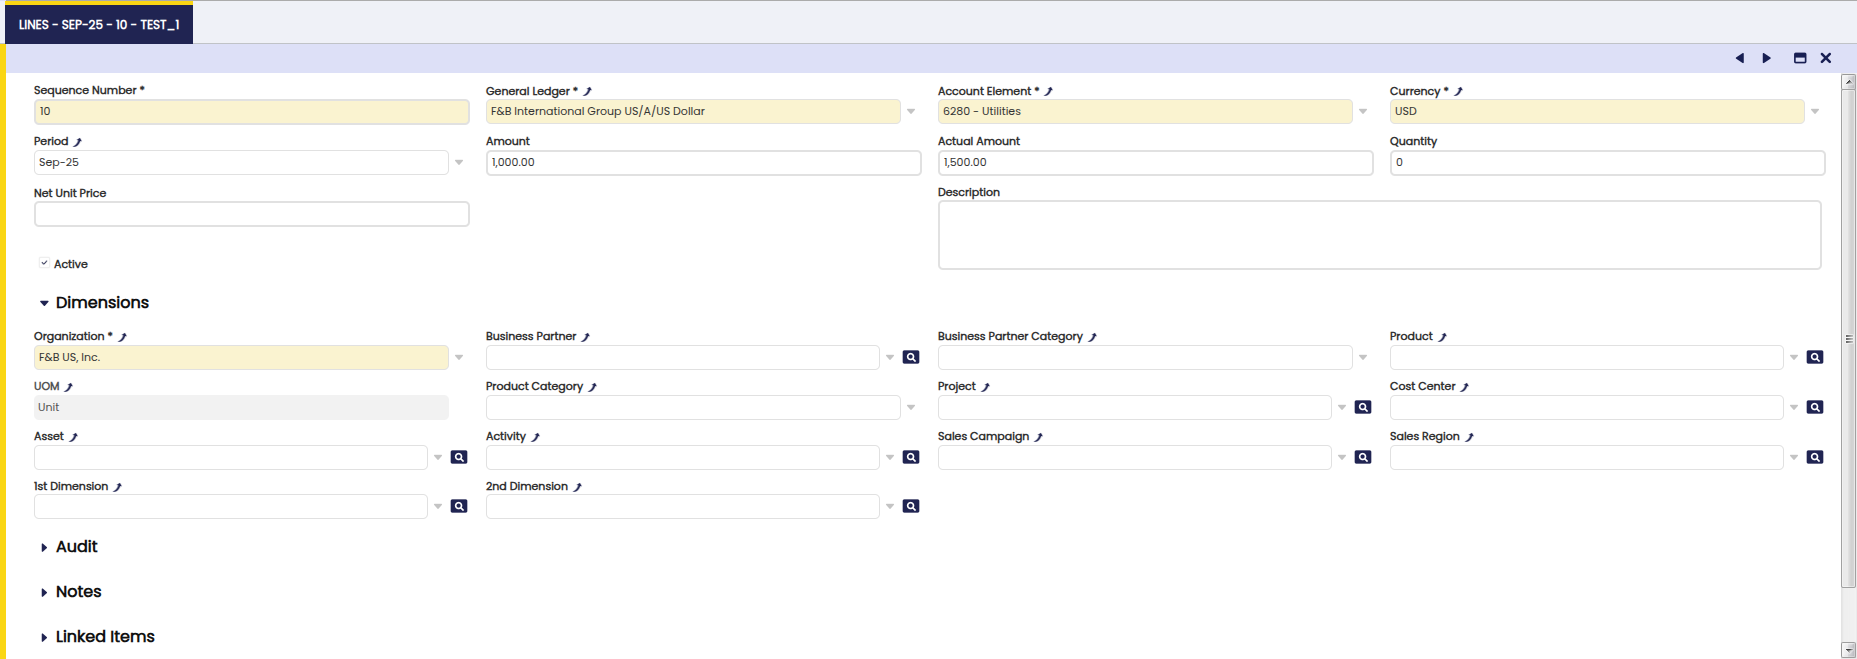 LINES - SEP-25 - 10 - TEST_1
Sequence Number * General Ledger * Account Element * Currency *
10 F&B International Group US/A/US Dollar 6280 - Utilities USD
Period Amount Actual Amount Quantity
Sep-25 1,000.00 1,500.00 0
Net Unit Price Description
Active
Dimensions
Organization * Business Partner Business Partner Category Product
F&B US, Inc.
UOM Product Category Project Cost Center
Unit
Asset Activity Sales Campaign Sales Region
1st Dimension 2nd Dimension
Audit
Notes
Linked Items